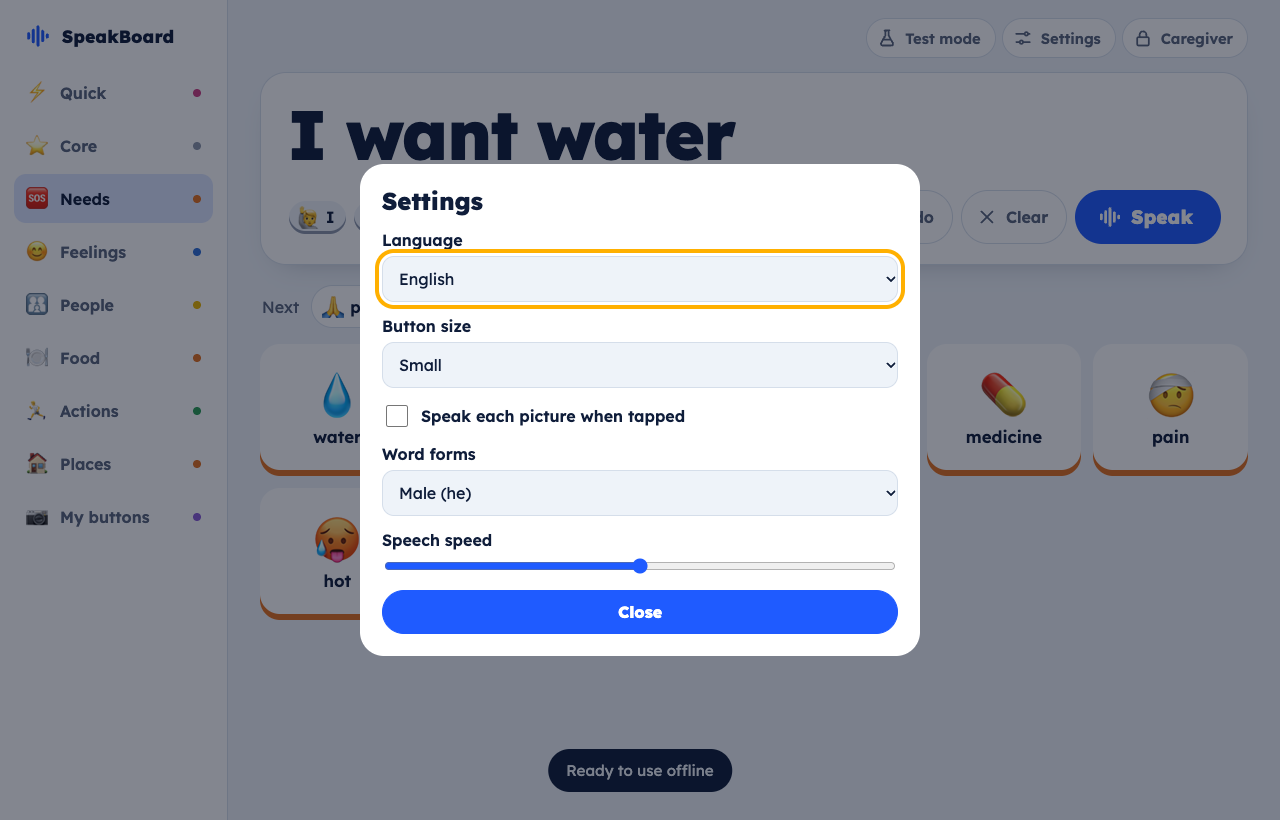 SpeakBoard
Test mode
Settings
Caregiver
Quick
Core
SOS
Needs
Feelings
People
Food
Actions
Places
My buttons
I want water
I
Clear
Speak
Next
water
medicine
pain
hot
Settings
Language
English
Button size
Small
Speak each picture when tapped
Word forms
Male (he)
Speech speed
Close
Ready to use offline